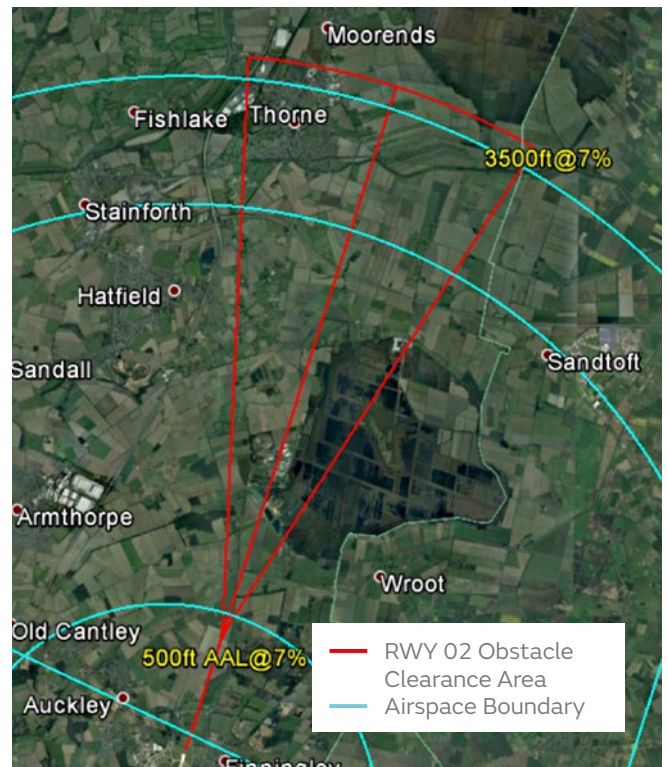 Moorends
Fishlake
Thorne
3500ft@7%
Stainforth
Hatfield
Sandall
Sandtoft
Armthorpe
Wroot
Old Cantley
500ft AAL@7%
Auckley
Finningley
RWY 02 Obstacle
Clearance Area
Airspace Boundary